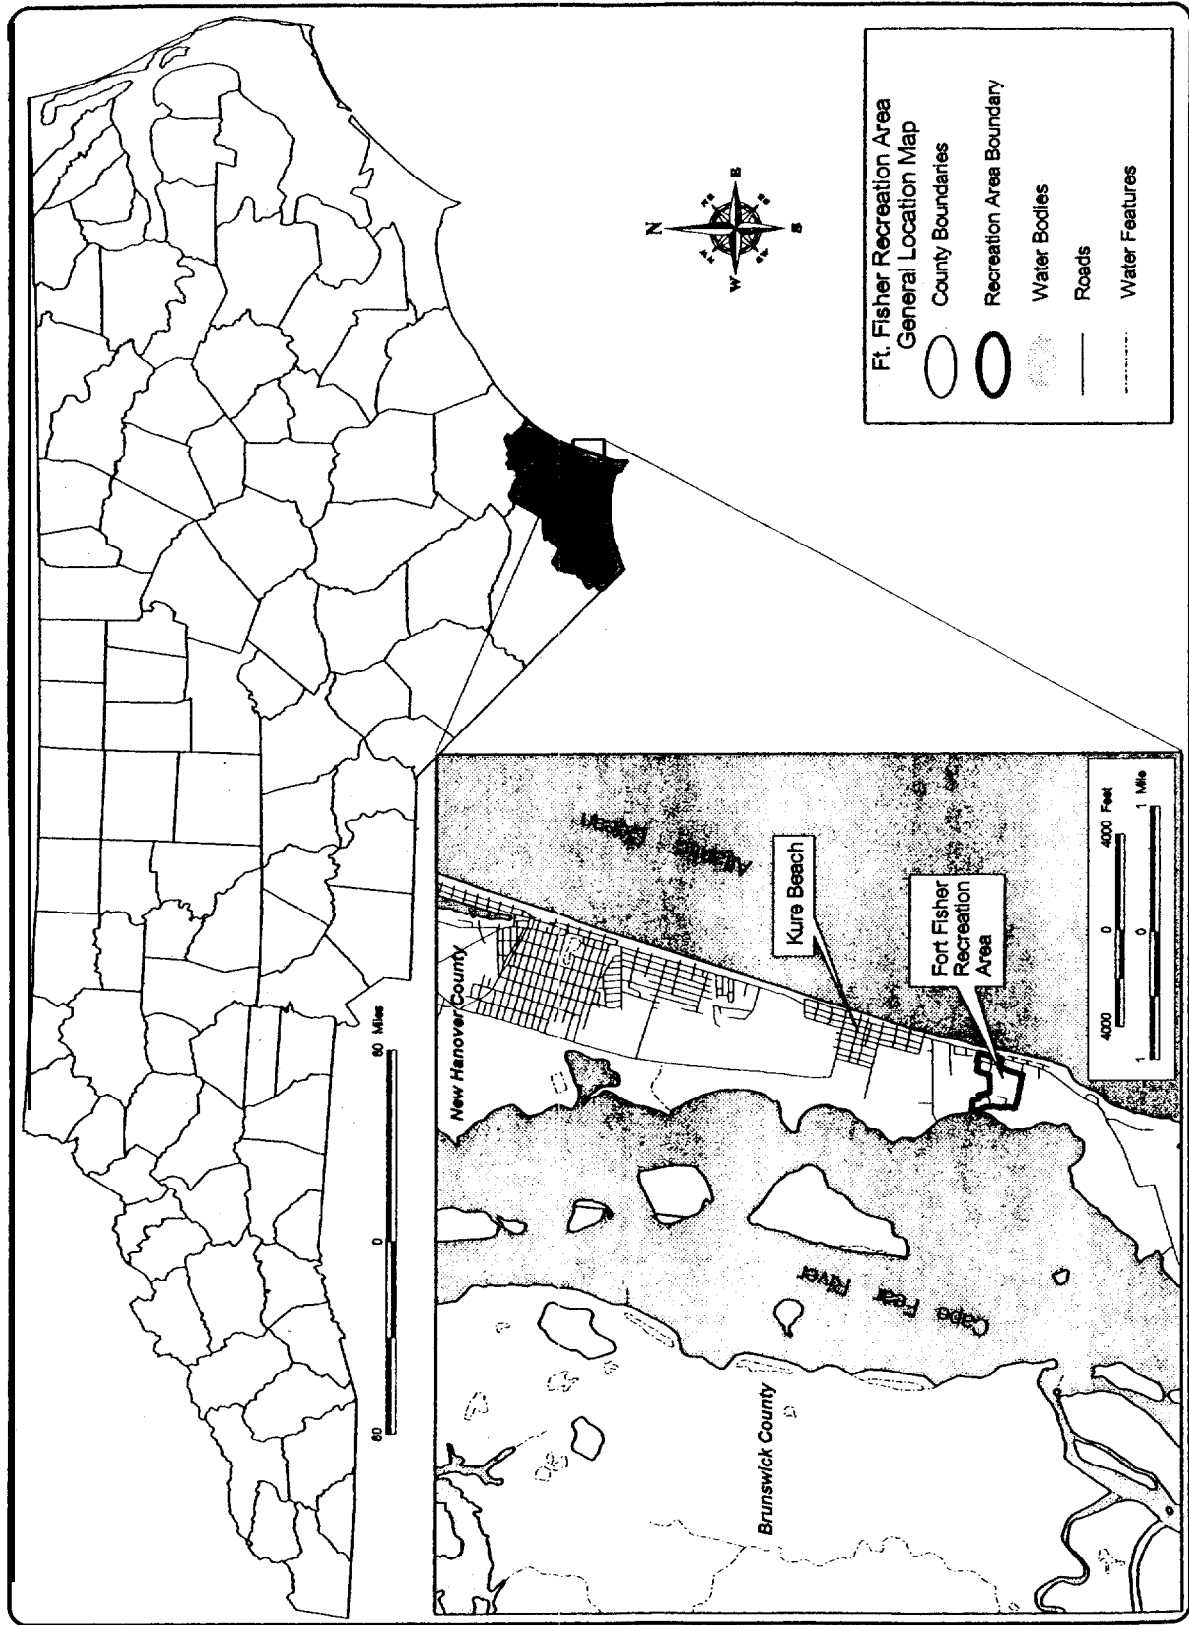 Ft. Fisher Recreation Area
General Location Map
County Boundaries
Recreation Area Boundary
Water Bodies
Roads
Water Features
N
E
S
W
60
0
60 Miles
New Hanover County
Atlantic
Ocean
Kure Beach
Fort Fisher
Recreation
Area
Cape Fear River
Brunswick County
4000
0
4000 Feet
1
0
1 Mile